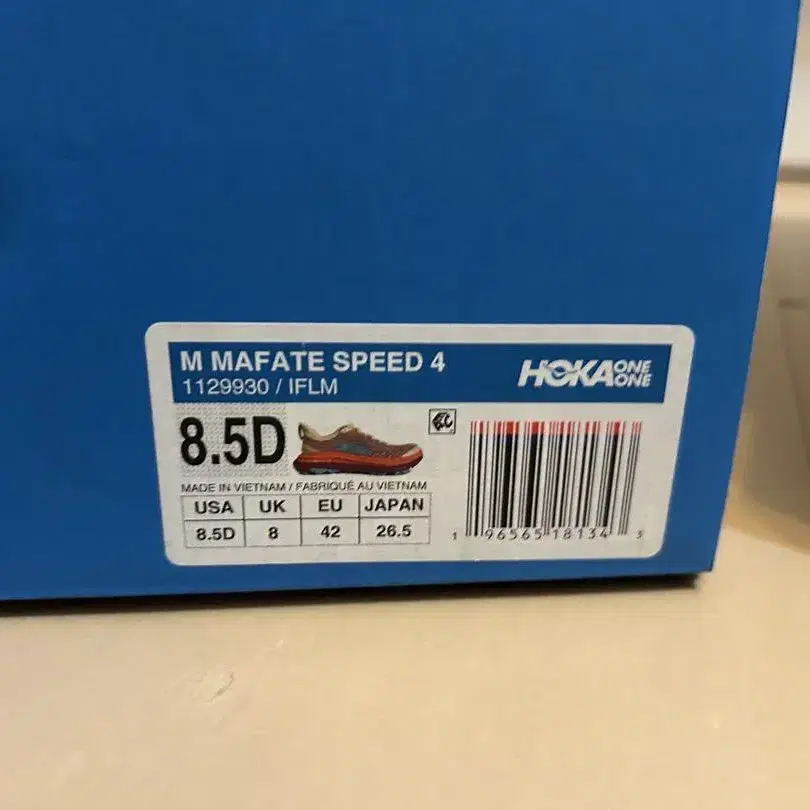 M MAFATE SPEED 4
1129930 / IFLM
HOKA ONE ONE
8.5D
MADE IN VIETNAM / FABRIQUÉ AU VIETNAM
USA UK EU JAPAN
8.5D 8 42 26.5
1 96565 18134 3